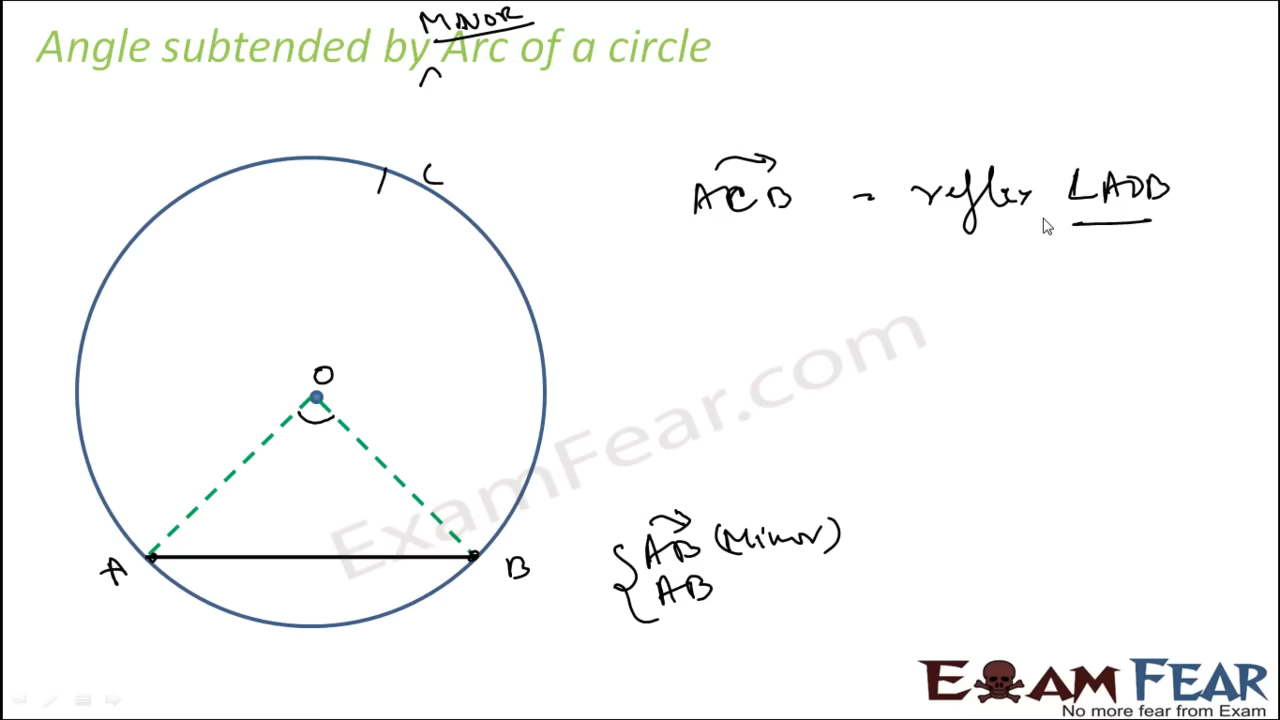 MINOR
Angle subtended by Arc of a circle
C
ACB = reflex ∠AOB
O
ExamFear.com
A
B
AB (Minor)
AB
EXAM FEAR
No more fear from Exam